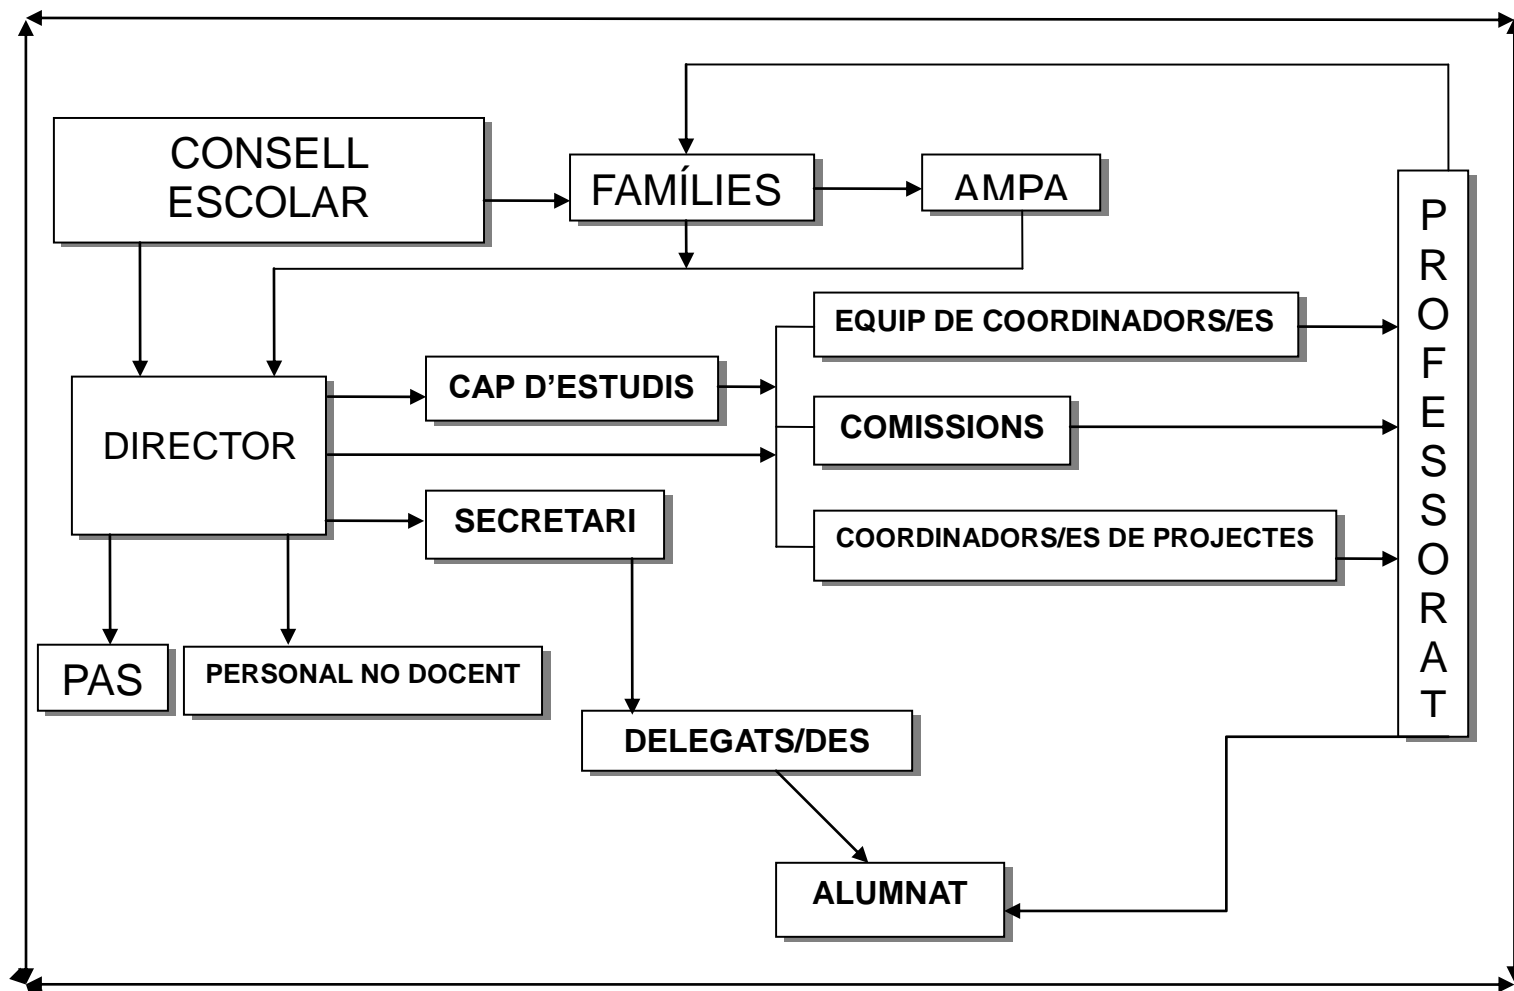 CONSELL
ESCOLAR
FAMÍLIES
AMPA
EQUIP DE COORDINADORS/ES
CAP D’ESTUDIS
COMISSIONS
DIRECTOR
SECRETARI
COORDINADORS/ES DE PROJECTES
P
R
O
F
E
S
S
O
R
A
T
PAS
PERSONAL NO DOCENT
DELEGATS/DES
ALUMNAT